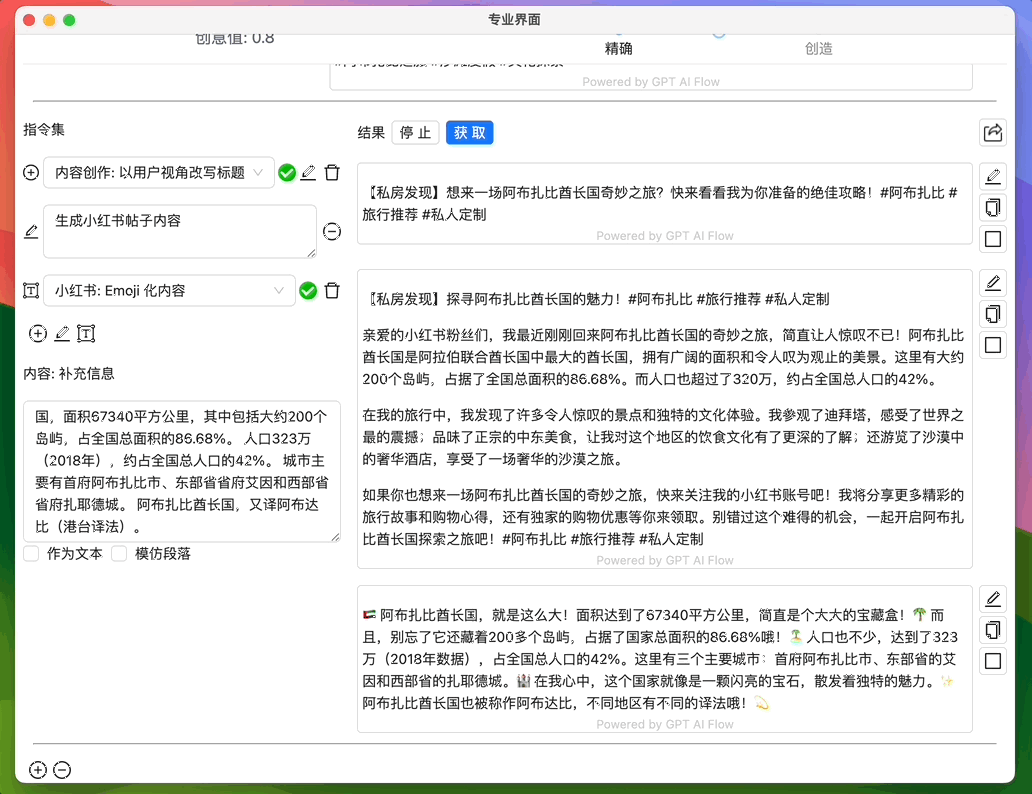 专业界面
创意值: 0.8
精确
创造
Powered by GPT AI Flow
指令集
结果
停 止
获 取
内容创作: 以用户视角改写标题
生成小红书帖子内容
小红书: Emoji 化内容
内容: 补充信息
国，面积67340平方公里，其中包括大约200个
岛屿，占全国总面积的86.68%。 人口323万
（2018年），约占全国总人口的42%。 城市主
要有首府阿布扎比市、东部省省府艾因和西部省
省府扎耶德城。 阿布扎比酋长国，又译阿布达
比（港台译法）。
作为文本
模仿段落
【私房发现】想来一场阿布扎比酋长国奇妙之旅？快来看看我为你准备的绝佳攻略！#阿布扎比 #
旅行推荐 #私人定制
Powered by GPT AI Flow
【私房发现】探寻阿布扎比酋长国的魅力！#阿布扎比 #旅行推荐 #私人定制
亲爱的小红书粉丝们，我最近刚刚回来阿布扎比酋长国的奇妙之旅，简直让人惊叹不已！阿布扎比
酋长国是阿拉伯联合酋长国中最大的酋长国，拥有广阔的面积和令人叹为观止的美景。这里有大约
200个岛屿，占据了全国总面积的86.68%。而人口也超过了320万，约占全国总人口的42%。
在我的旅行中，我发现了许多令人惊叹的景点和独特的文化体验。我参观了迪拜塔，感受了世界之
最的震撼；品味了正宗的中东美食，让我对这个地区的饮食文化有了更深的了解；还游览了沙漠中
的奢华酒店，享受了一场奢华的沙漠之旅。
如果你也想来一场阿布扎比酋长国的奇妙之旅，快来关注我的小红书账号吧！我将分享更多精彩的
旅行故事和购物心得，还有独家的购物优惠等你来领取。别错过这个难得的机会，一起开启阿布扎
比酋长国探索之旅吧！#阿布扎比 #旅行推荐 #私人定制
Powered by GPT AI Flow
🇦🇪 阿布扎比酋长国，就是这么大！面积达到了67340平方公里，简直是个大大的宝藏盒！🌴 而
且，别忘了它还藏着200多个岛屿，占据了国家总面积的86.68%哦！🏝️ 人口也不少，达到了323
万（2018年数据），占全国总人口的42%。这里有三个主要城市：首府阿布扎比市、东部省的艾
因和西部省的扎耶德城。🕍 在我心中，这个国家就像是一颗闪亮的宝石，散发着独特的魅力。✨
阿布扎比酋长国也被称作阿布达比，不同地区有不同的译法哦！💫
Powered by GPT AI Flow